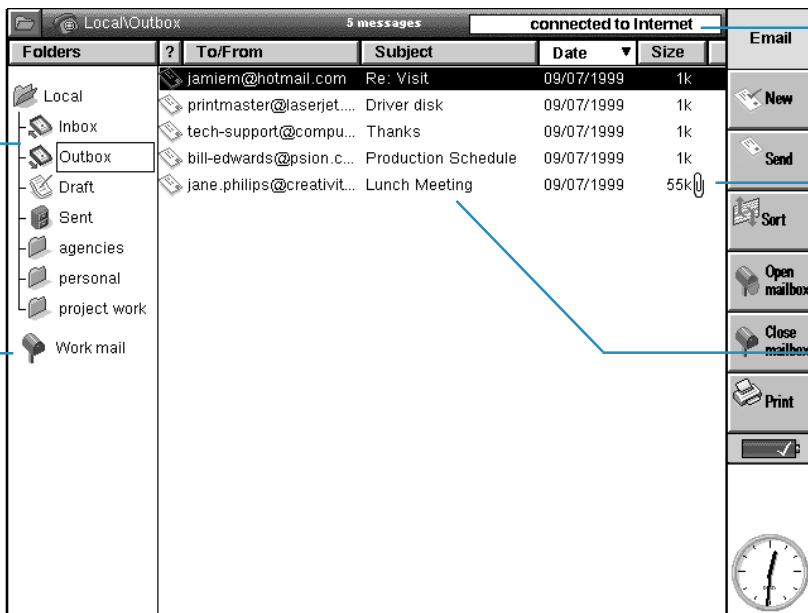 Local\Outbox 5 messages connected to Internet
Email
Folders ? To/From Subject Date Size
jamiem@hotmail.com Re: Visit 09/07/1999 1k
printmaster@laserjet.... Driver disk 09/07/1999 1k
tech-support@compu... Thanks 09/07/1999 1k
bill-edwards@psion.c... Production Schedule 09/07/1999 1k
jane.philips@creativit... Lunch Meeting 09/07/1999 55k
Local
Inbox
Outbox
Draft
Sent
agencies
personal
project work
Work mail
New
Send
Sort
Open
mailbox
Close
mailbox
Print